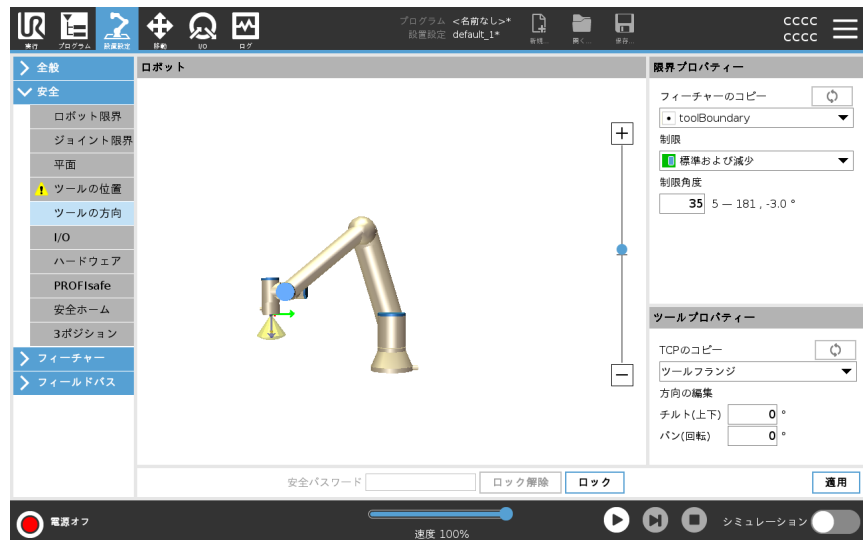 UR
実行
プログラム
設置設定
移動
I/O
ログ
プログラム <名前なし>*
設置設定 default_1*
新規...
開く...
保存...
cccc
cccc
全般
安全
ロボット限界
ジョイント限界
平面
ツールの位置
ツールの方向
I/O
ハードウェア
PROFIsafe
安全ホーム
3ポジション
フィーチャー
フィールドバス
ロボット
限界プロパティー
フィーチャーのコピー
toolBoundary
制限
標準および減少
制限角度
35 5 — 181 , -3.0 °
ツールプロパティー
TCPのコピー
ツールフランジ
方向の編集
チルト(上下) 0 °
パン(回転) 0 °
安全パスワード ロック解除 ロック 適用
電源オフ
速度 100%
シミュレーション